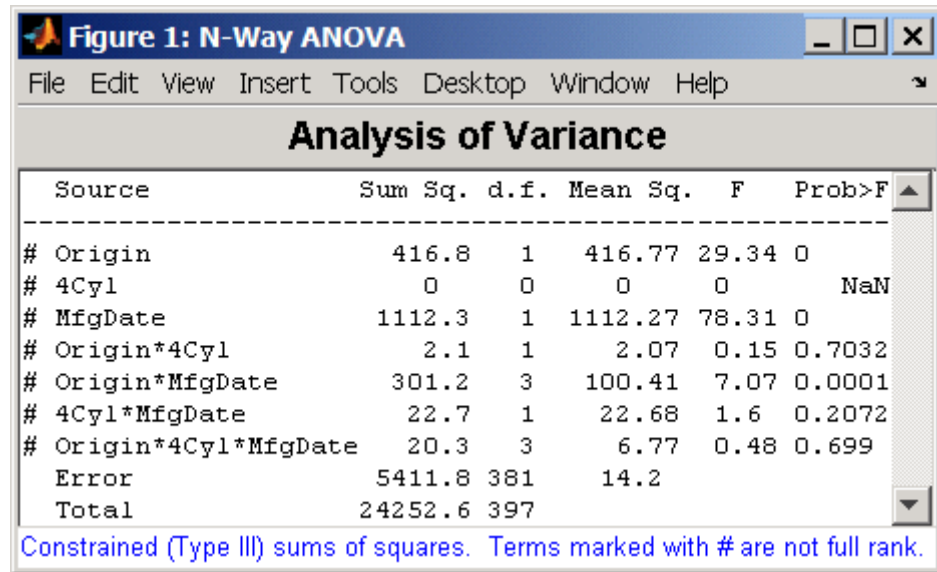 Figure 1: N-Way ANOVA
File Edit View Insert Tools Desktop Window Help
Analysis of Variance
Source Sum Sq. d.f. Mean Sq. F Prob>F
--------------------------------------------------------------
# Origin 416.8 1 416.77 29.34 0
# 4Cyl 0 0 0 0 NaN
# MfgDate 1112.3 1 1112.27 78.31 0
# Origin*4Cyl 2.1 1 2.07 0.15 0.7032
# Origin*MfgDate 301.2 3 100.41 7.07 0.0001
# 4Cyl*MfgDate 22.7 1 22.68 1.6 0.2072
# Origin*4Cyl*MfgDate 20.3 3 6.77 0.48 0.699
Error 5411.8 381 14.2
Total 24252.6 397
Constrained (Type III) sums of squares. Terms marked with # are not full rank.